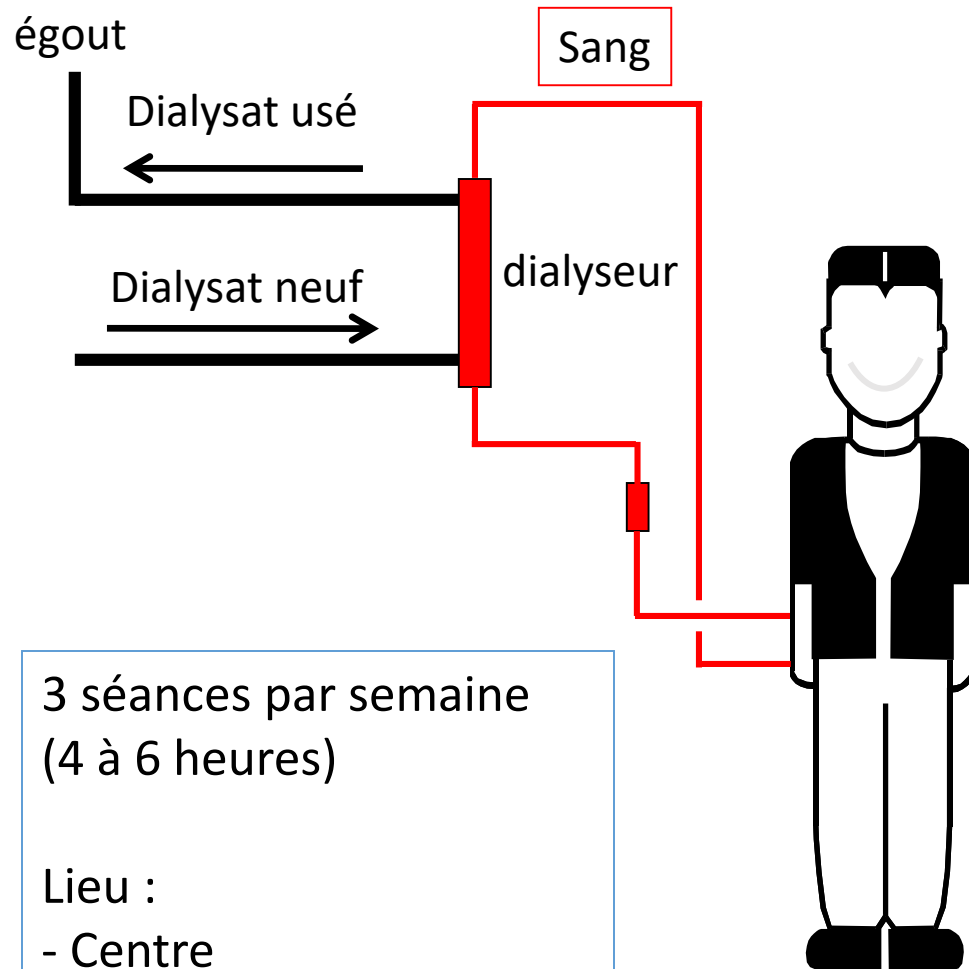 égout
Sang
Dialysat usé
dialyseur
Dialysat neuf
3 séances par semaine
(4 à 6 heures)
Lieu :
- Centre